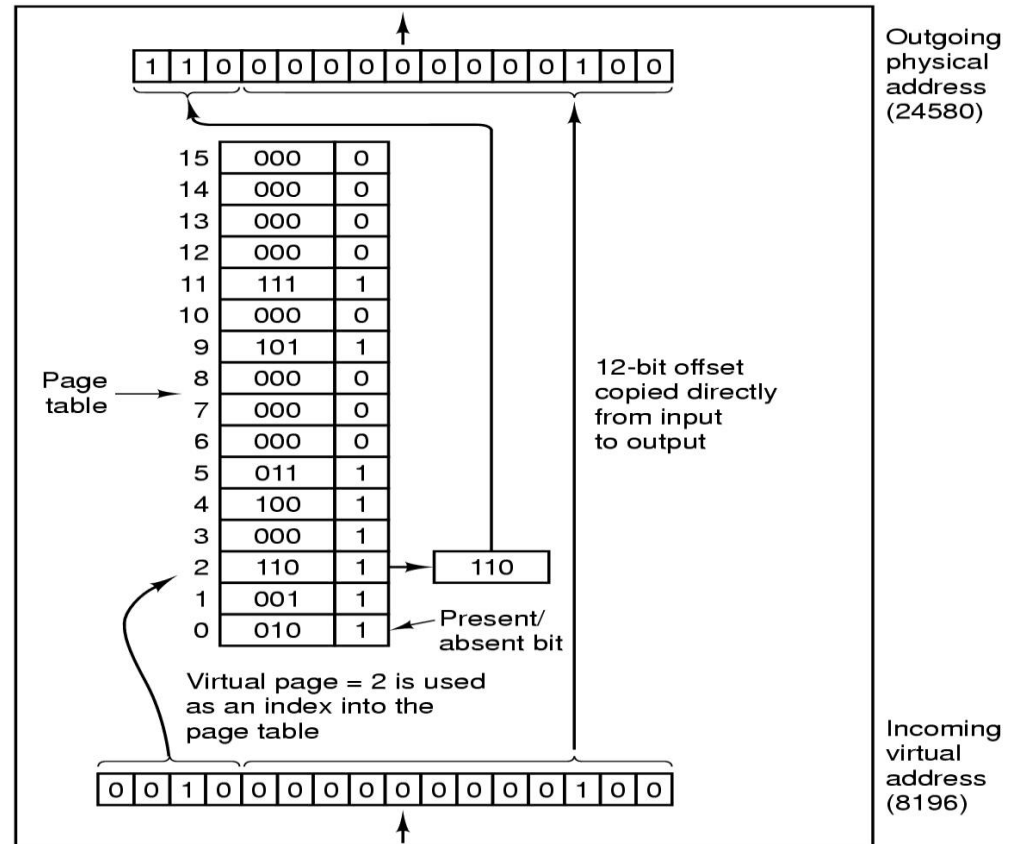 1 1 0 0 0 0 0 0 0 0 0 0 1 0 0
Outgoing
physical
address
(24580)
15 000 0
14 000 0
13 000 0
12 000 0
11 111 1
10 000 0
9 101 1
8 000 0
7 000 0
6 000 0
5 011 1
4 100 1
3 000 1
2 110 1 110
1 001 1
0 010 1
Page
table
12-bit offset
copied directly
from input
to output
Present/
absent bit
Virtual page = 2 is used
as an index into the
page table
0 0 1 0 0 0 0 0 0 0 0 0 0 1 0 0
Incoming
virtual
address
(8196)